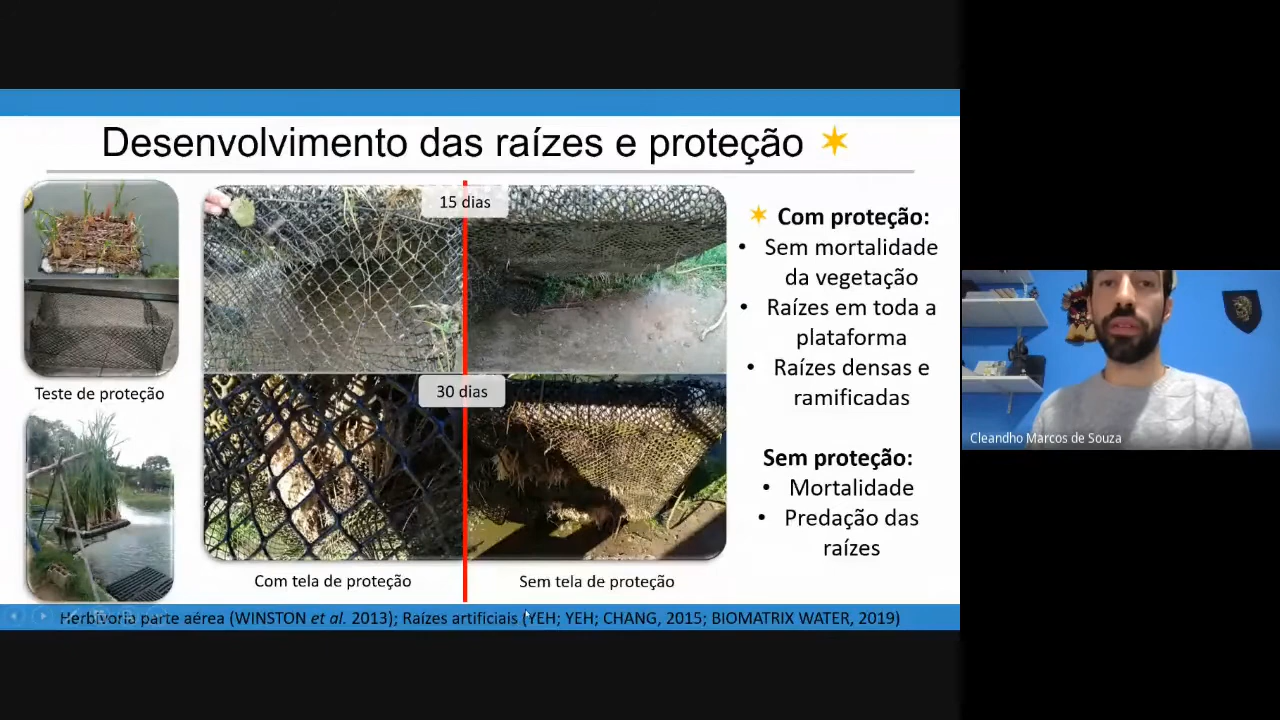 Desenvolvimento das raízes e proteção
15 dias
30 dias
Teste de proteção
Com tela de proteção
Sem tela de proteção
Com proteção:
• Sem mortalidade
da vegetação
• Raízes em toda a
plataforma
• Raízes densas e
ramificadas
Sem proteção:
• Mortalidade
• Predação das
raízes
Herbivoria parte aérea (WINSTON et al. 2013); Raízes artificiais (YEH; YEH; CHANG, 2015; BIOMATRIX WATER, 2019)
Cleandho Marcos de Souza